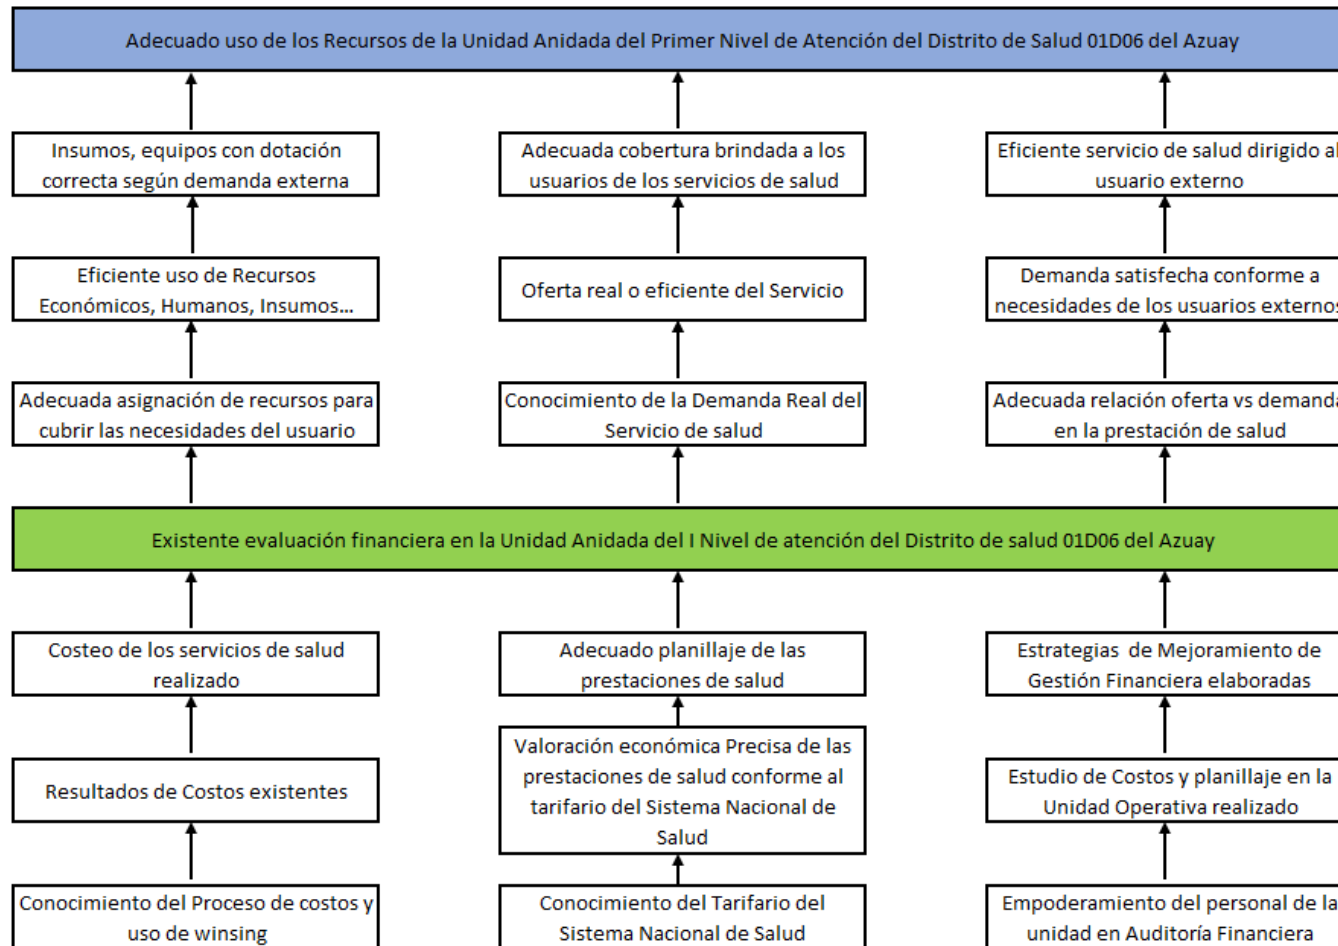 Adecuado uso de los Recursos de la Unidad Anidada del Primer Nivel de Atención del Distrito de Salud 01D06 del Azuay
Insumos, equipos con dotación
correcta según demanda externa
Adecuada cobertura brindada a los
usuarios de los servicios de salud
Eficiente servicio de salud dirigido al
usuario externo
Eficiente uso de Recursos
Económicos, Humanos, Insumos...
Oferta real o eficiente del Servicio
Demanda satisfecha conforme a
necesidades de los usuarios externos
Adecuada asignación de recursos para
cubrir las necesidades del usuario
Conocimiento de la Demanda Real del
Servicio de salud
Adecuada relación oferta vs demanda
en la prestación de salud
Existente evaluación financiera en la Unidad Anidada del I Nivel de atención del Distrito de salud 01D06 del Azuay
Costeo de los servicios de salud
realizado
Adecuado planillaje de las
prestaciones de salud
Estrategias de Mejoramiento de
Gestión Financiera elaboradas
Resultados de Costos existentes
Valoración económica Precisa de las
prestaciones de salud conforme al
tarifario del Sistema Nacional de
Salud
Estudio de Costos y planillaje en la
Unidad Operativa realizado
Conocimiento del Proceso de costos y
uso de winsing
Conocimiento del Tarifario del
Sistema Nacional de Salud
Empoderamiento del personal de la
unidad en Auditoría Financiera